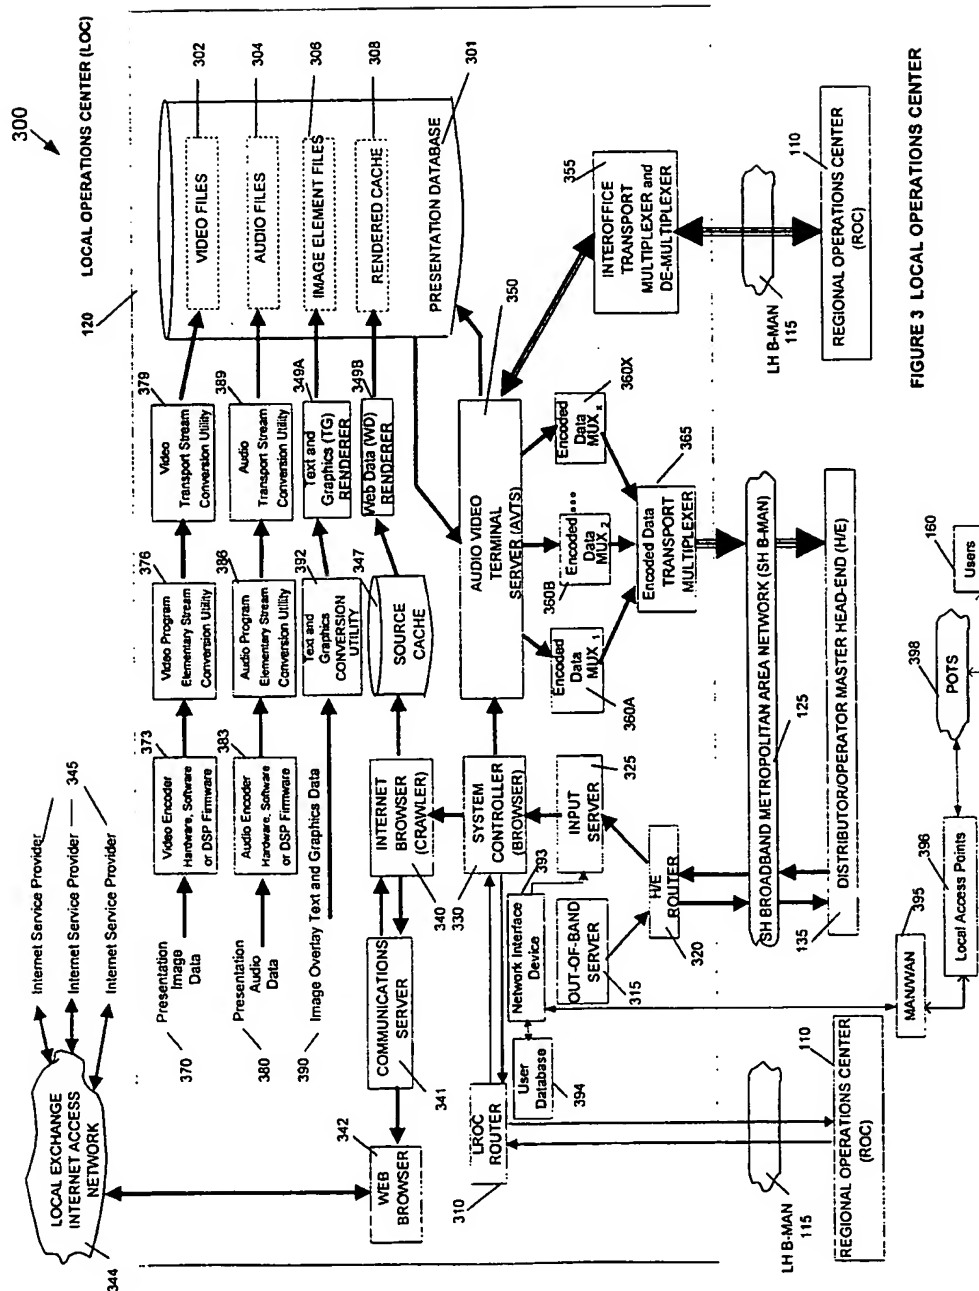 300
LOCAL OPERATIONS CENTER (LOC)
120
LOCAL EXCHANGE
INTERNET ACCESS
NETWORK
344
Internet Service Provider
Internet Service Provider
Internet Service Provider
345
Presentation
Image
Data
370
373
Video Encoder
Hardware, Software
or DSP Firmware
376
Video Program
Elementary Stream
Conversion Utility
379
Video
Transport Stream
Conversion Utility
VIDEO FILES
302
Presentation
Audio
Data
380
383
Audio Encoder
Hardware, Software
or DSP Firmware
386
Audio Program
Elementary Stream
Conversion Utility
389
Audio
Transport Stream
Conversion Utility
AUDIO FILES
304
390
Image Overlay Text and Graphics Data
392
Text and
Graphics
CONVERSION
UTILITY
349A
Text and
Graphics (TG)
RENDERER
IMAGE ELEMENT FILES
306
342
WEB
BROWSER
COMMUNICATIONS
SERVER
341
INTERNET
BROWSER
(CRAWLER)
340
347
SOURCE
CACHE
349B
Web Data (WD)
RENDERER
RENDERED CACHE
308
PRESENTATION DATABASE
301
LROC
ROUTER
310
SYSTEM
CONTROLLER
(BROWSER)
330
AUDIO VIDEO
TERMINAL
SERVER (AVTS)
350
User
Database
394
Network Interface
Device
393
INPUT
SERVER
325
OUT-OF-BAND
SERVER
315
H/E
ROUTER
320
Encoded
Data
MUX 1
360A
Encoded
Data
MUX 2
360B
...
Encoded
Data
MUX x
360X
Encoded Data
TRANSPORT
MULTIPLEXER
365
INTEROFFICE
TRANSPORT
MULTIPLEXER and
DE-MULTIPLEXER
355
SH BROADBAND METROPOLITAN AREA NETWORK (SH B-MAN)
125
DISTRIBUTOR/OPERATOR MASTER HEAD-END (H/E)
135
LH B-MAN
115
REGIONAL OPERATIONS CENTER
(ROC)
110
LH B-MAN
115
REGIONAL OPERATIONS CENTER
(ROC)
110
MAN/WAN
395
Local Access Points
396
POTS
398
Users
160
FIGURE 3 LOCAL OPERATIONS CENTER